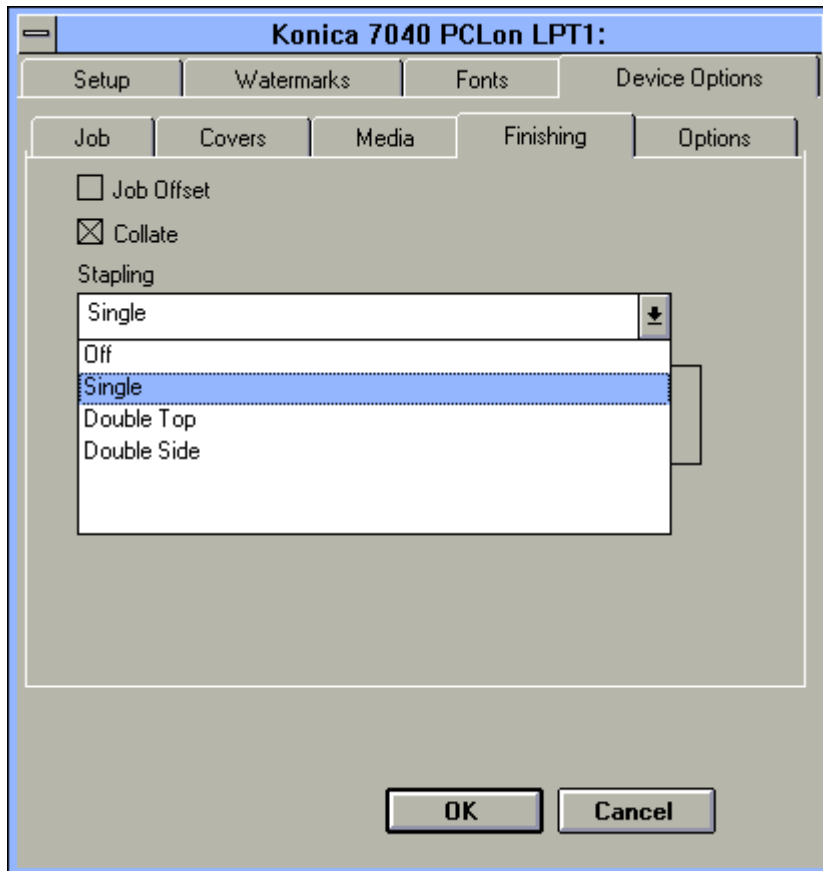 Konica 7040 PCLon LPT1:
Setup Watermarks Fonts Device Options
Job Covers Media Finishing Options
Job Offset
Collate
Stapling
Single
Off
Single
Double Top
Double Side
OK Cancel